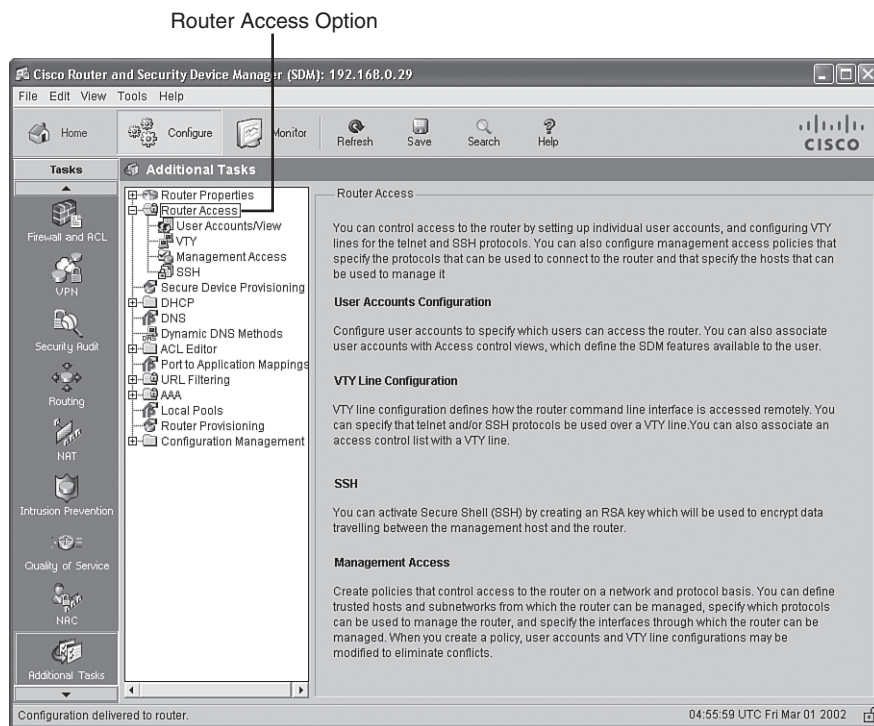 Router Access Option
Cisco Router and Security Device Manager (SDM): 192.168.0.29
File Edit View Tools Help
Home Configure Monitor Refresh Save Search Help
CISCO
Tasks
Additional Tasks
Firewall and ACL
VPN
Security Audit
Routing
NAT
Intrusion Prevention
Quality of Service
NAC
Additional Tasks
Router Properties
Router Access
User Accounts/View
VTY
Management Access
SSH
Secure Device Provisioning
DHCP
DNS
Dynamic DNS Methods
ACL Editor
Port to Application Mappings
URL Filtering
AAA
Local Pools
Router Provisioning
Configuration Management
Router Access
You can control access to the router by setting up individual user accounts, and configuring VTY
lines for the telnet and SSH protocols. You can also configure management access policies that
specify the protocols that can be used to connect to the router and that specify the hosts that can
be used to manage it
User Accounts Configuration
Configure user accounts to specify which users can access the router. You can also associate
user accounts with Access control views, which define the SDM features available to the user.
VTY Line Configuration
VTY line configuration defines how the router command line interface is accessed remotely. You
can specify that telnet and/or SSH protocols be used over a VTY line.You can also associate an
access control list with a VTY line.
SSH
You can activate Secure Shell (SSH) by creating an RSA key which will be used to encrypt data
travelling between the management host and the router.
Management Access
Create policies that control access to the router on a network and protocol basis. You can define
trusted hosts and subnetworks from which the router can be managed, specify which protocols
can be used to manage the router, and specify the interfaces through which the router can be
managed. When you create a policy, user accounts and VTY line configurations may be
modified to eliminate conflicts.
Configuration delivered to router.
04:55:59 UTC Fri Mar 01 2002